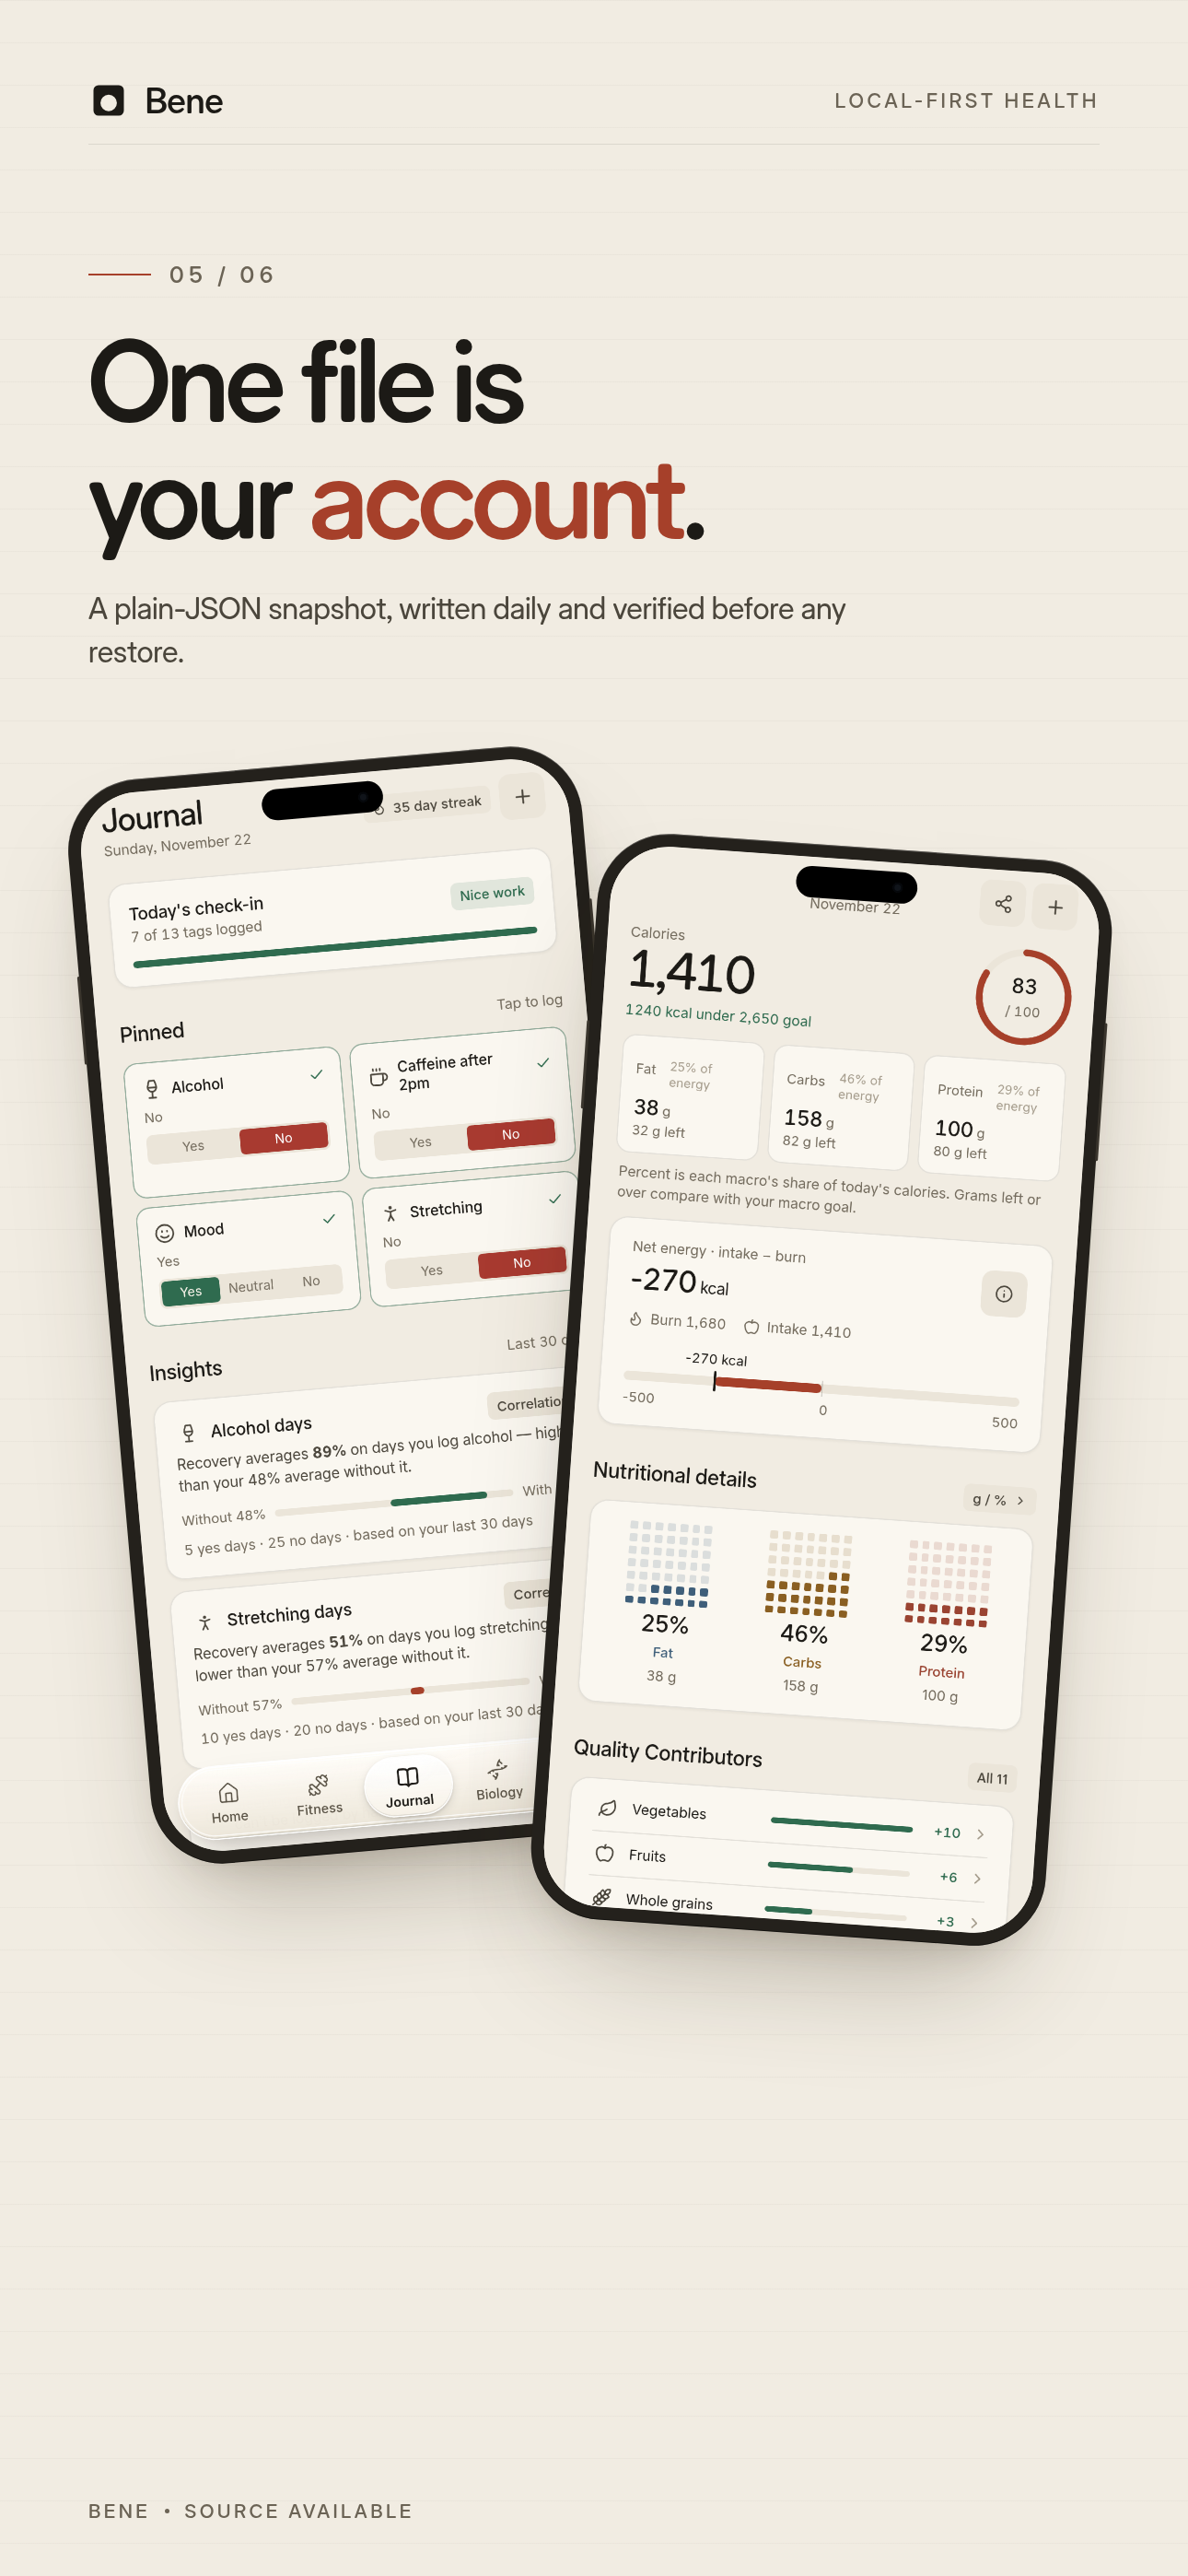 Bene
LOCAL-FIRST HEALTH
05 / 06
One file is
your account.
A plain-JSON snapshot, written daily and verified before any
restore.
Journal
35 day streak
Sunday, November 22
Today's check-in
Nice work
7 of 13 tags logged
Pinned
Tap to log
Alcohol
No
Yes No
Caffeine after
2pm
No
Yes No
Mood
Yes
Yes Neutral No
Stretching
No
Yes No
Insights
Last 30
Alcohol days
Recovery averages 89% on days you log alcohol —
than your 48% average without it.
Without 48%
With
5 yes days · 25 no days · based on your last 30 days
Stretching days
Recovery averages 51% on days you log stretching
lower than your 57% average without it.
Without 57%
10 yes days · 20 no days · based on your last 30
Home
Fitness
Journal
Biology
November 22
Calories
1,410
1240 kcal under 2,650 goal
83
/ 100
Fat
25% of
energy
38 g
32 g left
Carbs
46% of
energy
158 g
82 g left
Protein
29% of
energy
100 g
80 g left
Percent is each macro's share of today's calories. Grams left or
over compare with your macro goal.
Net energy · intake – burn
-270 kcal
Burn 1,680
Intake 1,410
-270 kcal
-500
0
500
Nutritional details
g / %
25%
Fat
38 g
46%
Carbs
158 g
29%
Protein
100 g
Quality Contributors
All 11
Vegetables
+10
Fruits
+6
Whole grains
+3
BENE • SOURCE AVAILABLE